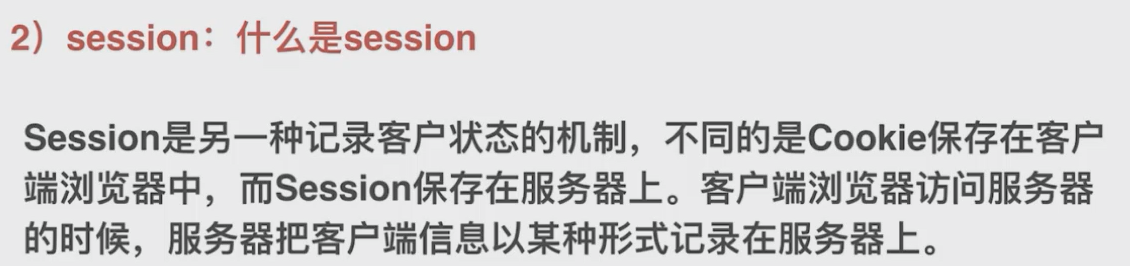 2）session：什么是session
Session是另一种记录客户状态的机制，不同的是Cookie保存在客户
端浏览器中，而Session保存在服务器上。客户端浏览器访问服务器
的时候，服务器把客户端信息以某种形式记录在服务器上。